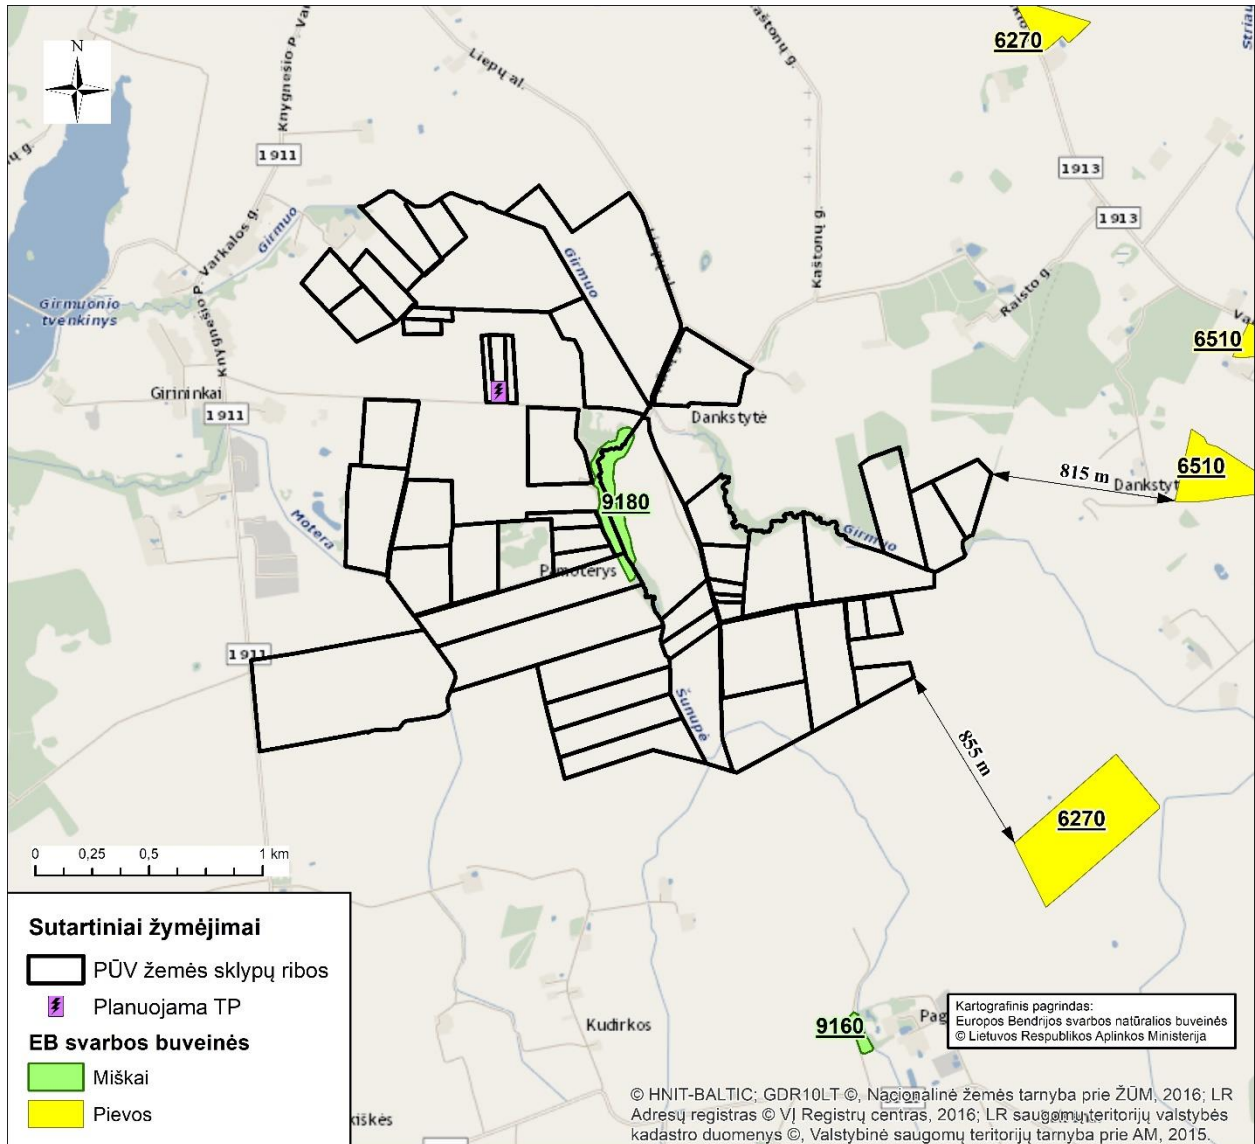 N
Knygnešio P. Varkalos g.
Liepų al.
Kaštonų g.
6270
1911
1913
1913
Girmuo
Girmuo
Liepų al.
Kaštonų g.
Raisto g.
Knygnešio P. Varkalos g.
Girmuonio
tvenkinys
6510
Girininkai
1911
Dankstytė
9180
815 m
6510
Motera
Girmuo
Pamoterys
1911
Šunupė
855 m
6270
0 0,25 0,5 1 km
Sutartiniai žymėjimai
PŪV žemės sklypų ribos
Planuojama TP
EB svarbos buveinės
Miškai
Pievos
Kudirkos
9160
Kartografinis pagrindas:
Europos Bendrijos svarbos natūralios buveinės
© Lietuvos Respublikos Aplinkos Ministerija
© HNIT-BALTIC; GDR10LT ©, Nacionalinė žemės tarnyba prie ŽŪM, 2016; LR
Adresų registras © VĮ Registrų centras, 2016; LR saugomų teritorijų valstybės
kadastro duomenys ©, Valstybinė saugomų teritorijų tarnyba prie AM, 2015.